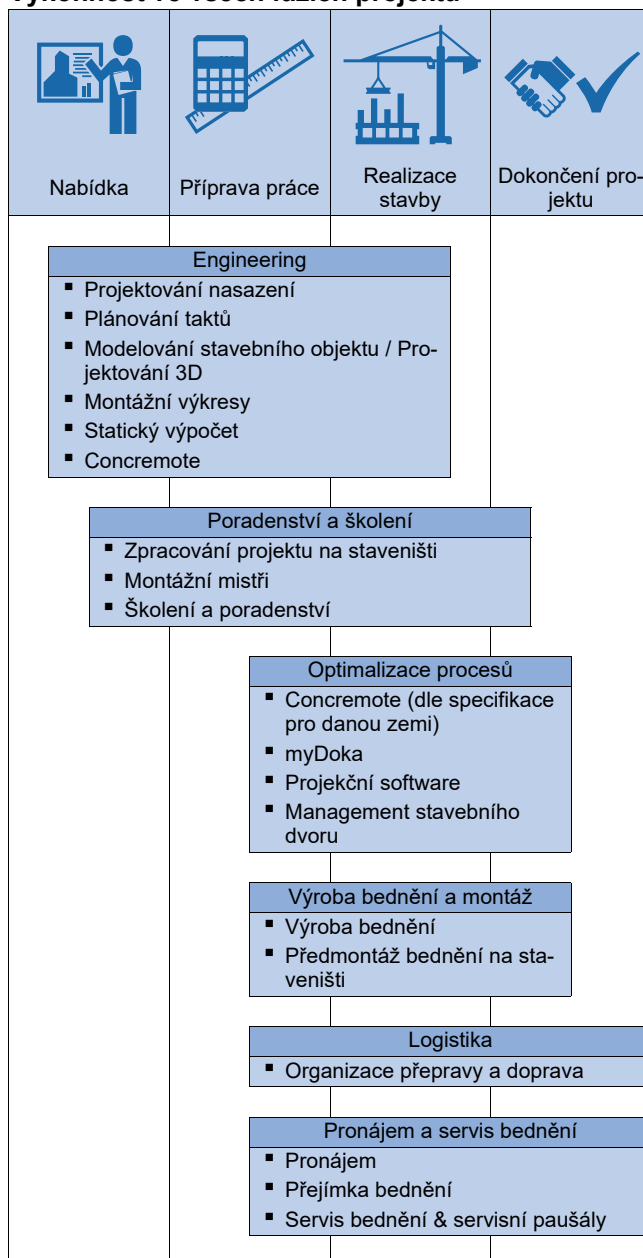 Nabídka
Příprava práce
Realizace
stavby
Dokončení pro-
jektu
Engineering
▪ Projektování nasazení
▪ Plánování taktů
▪ Modelování stavebního objektu / Pro-
jektování 3D
▪ Montážní výkresy
▪ Statický výpočet
▪ Concremote
Poradenství a školení
▪ Zpracování projektu na staveništi
▪ Montážní mistři
▪ Školení a poradenství
Optimalizace procesů
▪ Concremote (dle specifikace
pro danou zemi)
▪ myDoka
▪ Projekční software
▪ Management stavebního
dvoru
Výroba bednění a montáž
▪ Výroba bednění
▪ Předmontáž bednění na sta-
veništi
Logistika
▪ Organizace přepravy a doprava
Pronájem a servis bednění
▪ Pronájem
▪ Přejímka bednění
▪ Servis bednění & servisní paušály